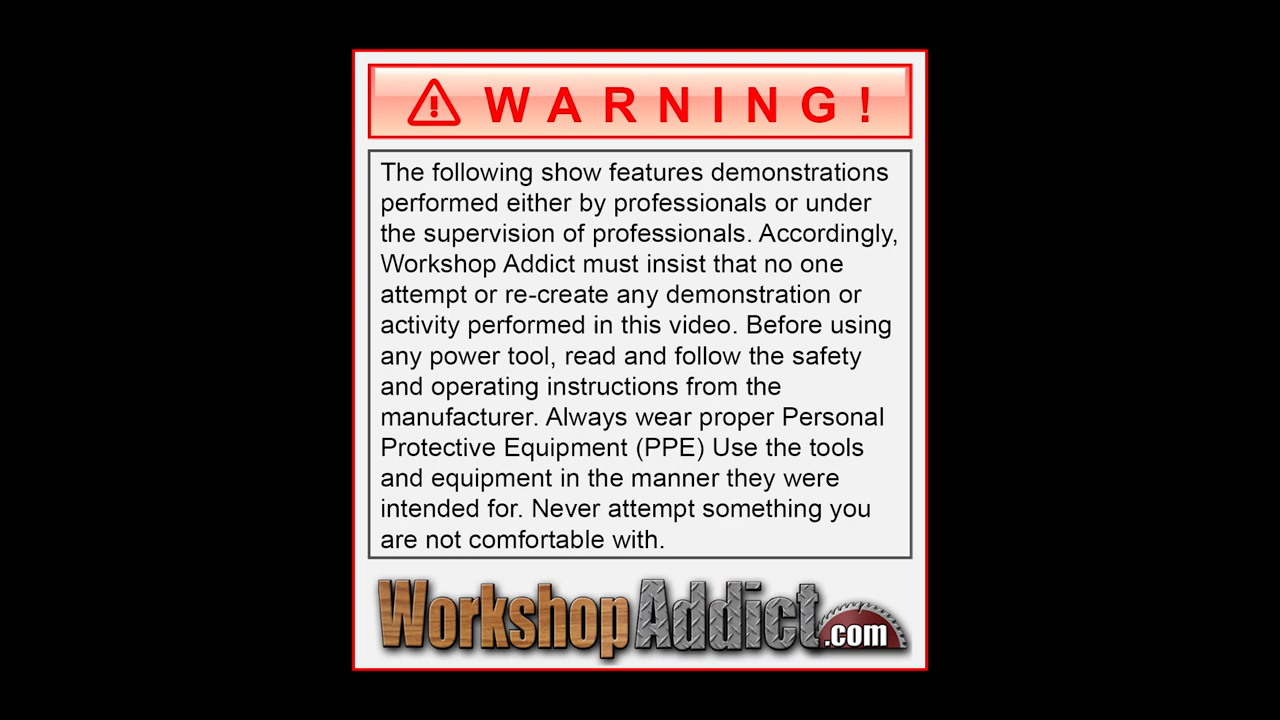 WARNING!
The following show features demonstrations
performed either by professionals or under
the supervision of professionals. Accordingly,
Workshop Addict must insist that no one
attempt or re-create any demonstration or
activity performed in this video. Before using
any power tool, read and follow the safety
and operating instructions from the
manufacturer. Always wear proper Personal
Protective Equipment (PPE) Use the tools
and equipment in the manner they were
intended for. Never attempt something you
are not comfortable with.
WorkshopAddict.com